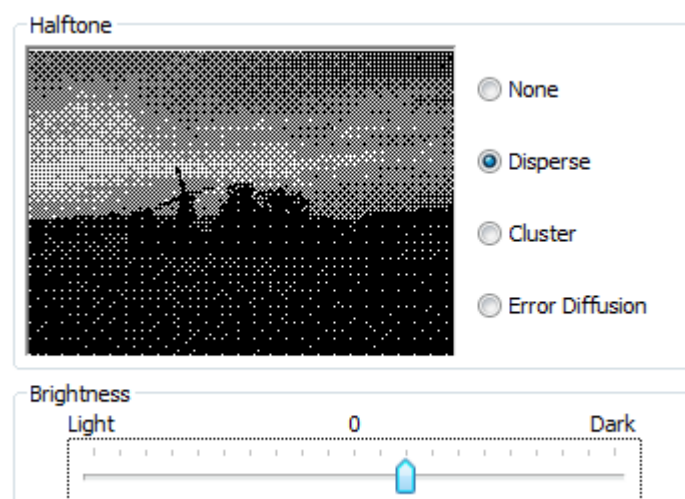 Halftone
None
Disperse
Cluster
Error Diffusion
Brightness
Light 0 Dark